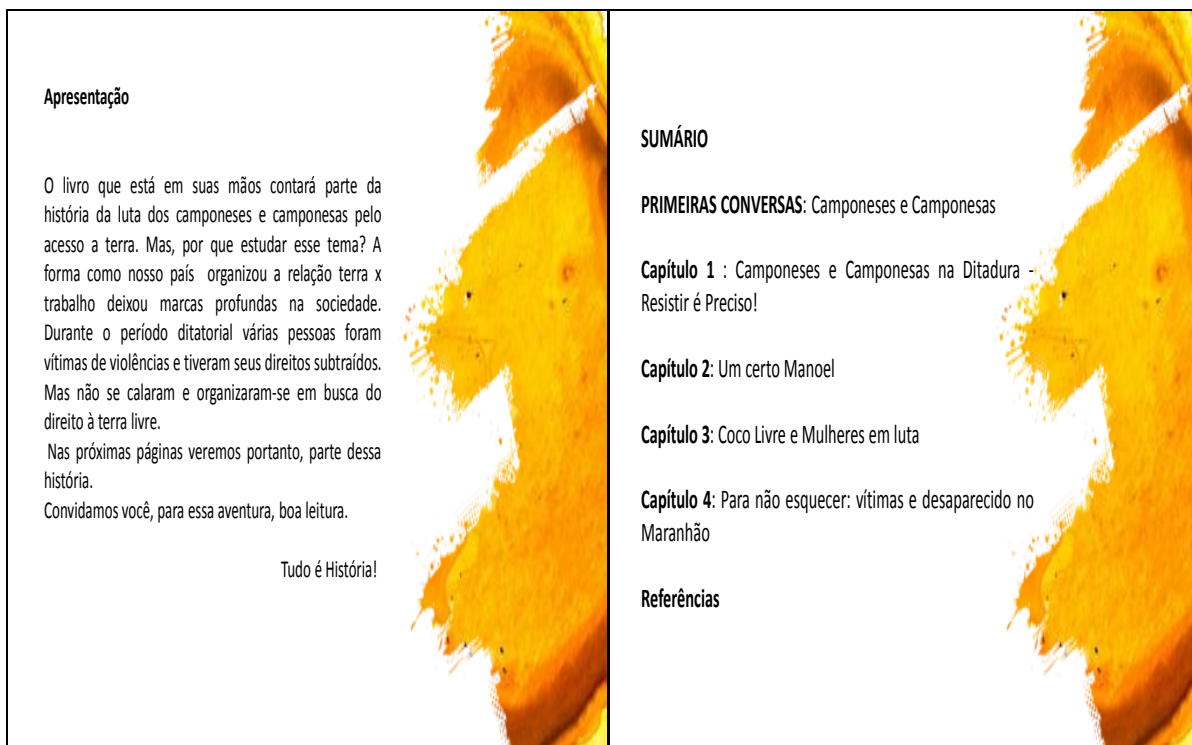 Apresentação
O livro que está em suas mãos contará parte da
história da luta dos camponeses e camponesas pelo
acesso a terra. Mas, por que estudar esse tema? A
forma como nosso país  organizou a relação terra x
trabalho deixou marcas profundas na sociedade.
Durante o período ditatorial várias pessoas foram
vítimas de violências e tiveram seus direitos subtraídos.
Mas não se calaram e organizaram-se em busca do
direito à terra livre.
Nas próximas páginas veremos portanto, parte dessa
história.
Convidamos você, para essa aventura, boa leitura.
Tudo é História!
SUMÁRIO
PRIMEIRAS CONVERSAS: Camponeses e Camponesas
Capítulo 1 : Camponeses e Camponesas na Ditadura -
Resistir é Preciso!
Capítulo 2: Um certo Manoel
Capítulo 3: Coco Livre e Mulheres em luta
Capítulo 4: Para não esquecer: vítimas e desaparecido no
Maranhão
Referências